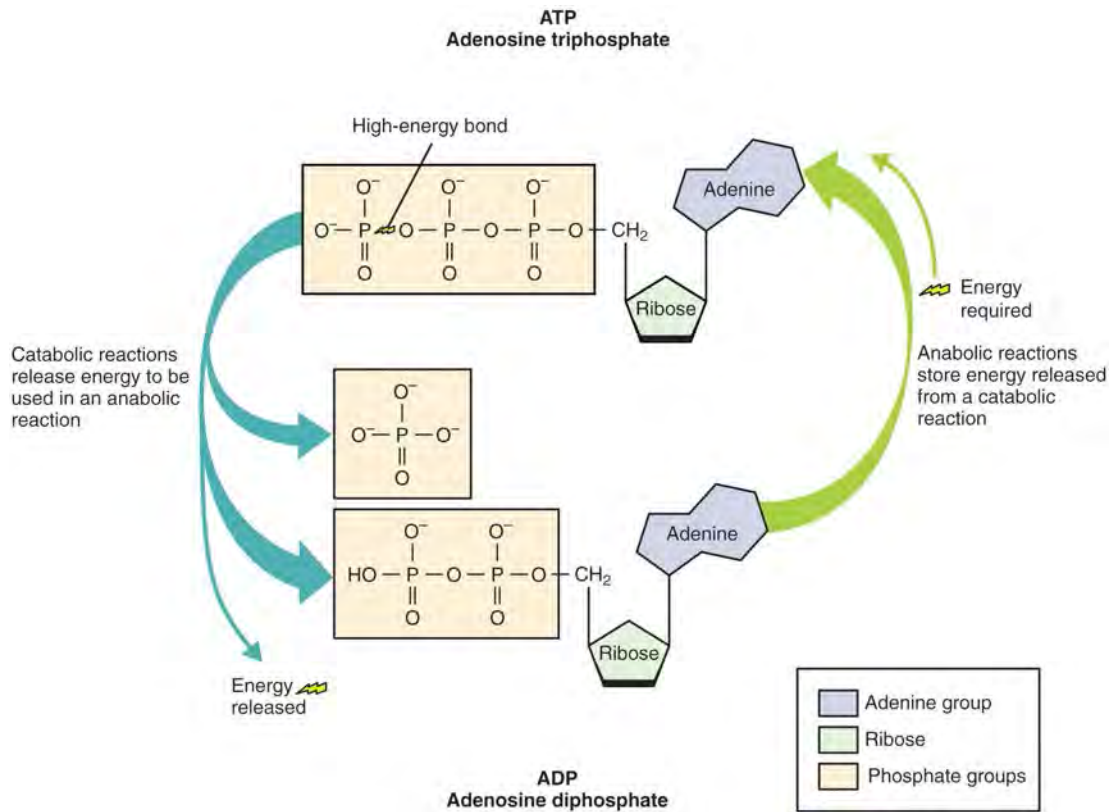 ATP
Adenosine triphosphate
High-energy bond
O⁻ O⁻ O⁻
O⁻ P O P O P O CH₂
O O O
Adenine
Ribose
Energy
required
Catabolic reactions
release energy to be
used in an anabolic
reaction
Anabolic reactions
store energy released
from a catabolic
reaction
O⁻
O⁻ P O⁻
O
O⁻ O⁻
HO P O P O CH₂
O O
Adenine
Ribose
Energy
released
Adenine group
Ribose
Phosphate groups
ADP
Adenosine diphosphate